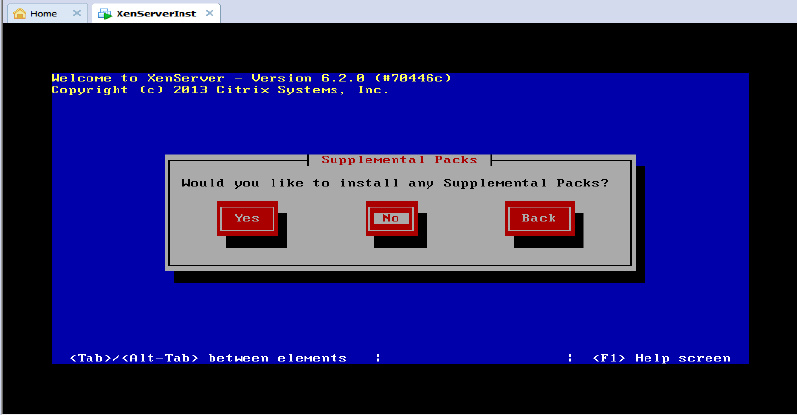 Home XenServerInst
Welcome to XenServer - Version 6.2.0 (#70446c)
Copyright (c) 2013 Citrix Systems, Inc.
Supplemental Packs
Would you like to install any Supplemental Packs?
Yes No Back
<Tab>/<Alt-Tab> between elements | | <F1> Help screen